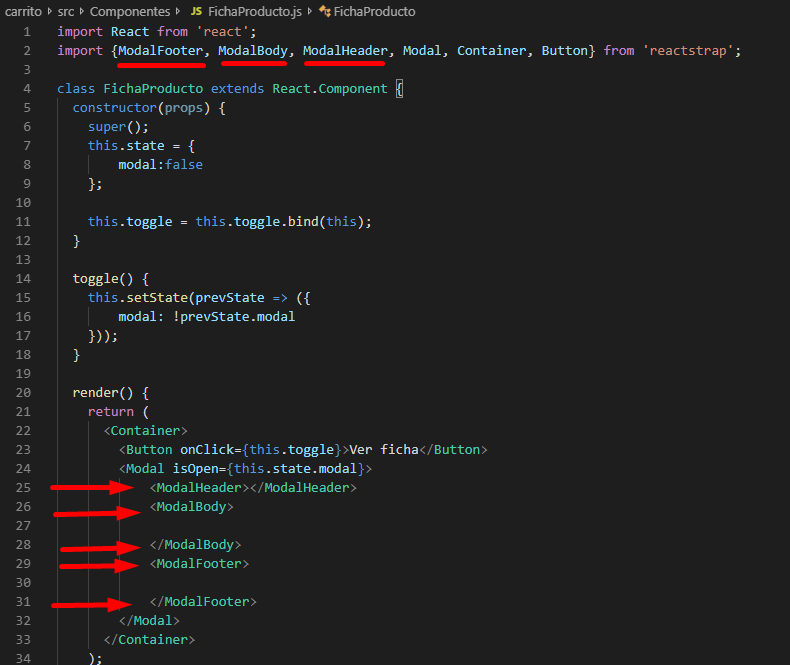 carrito > src > Componentes > JS FichaProducto.js > FichaProducto
1 import React from 'react';
2 import {ModalFooter, ModalBody, ModalHeader, Modal, Container, Button} from 'reactstrap';
3
4 class FichaProducto extends React.Component {
5 constructor(props) {
6 super();
7 this.state = {
8 modal:false
9 };
10
11 this.toggle = this.toggle.bind(this);
12 }
13
14 toggle() {
15 this.setState(prevState => ({
16 modal: !prevState.modal
17 }));
18 }
19
20 render() {
21 return (
22 <Container>
23 <Button onClick={this.toggle}>Ver ficha</Button>
24 <Modal isOpen={this.state.modal}>
25 <ModalHeader></ModalHeader>
26 <ModalBody>
27
28 </ModalBody>
29 <ModalFooter>
30
31 </ModalFooter>
32 </Modal>
33 </Container>
34 );